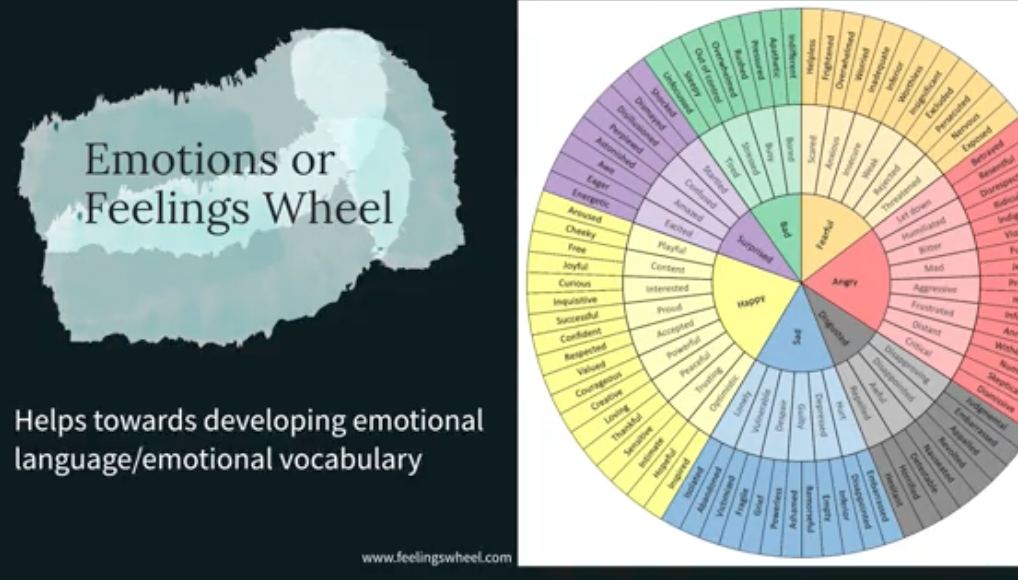 Emotions or
Feelings Wheel
Helps towards developing emotional
language/emotional vocabulary
www.feelingswheel.com
Bad
Fearful
Angry
Disgusted
Sad
Happy
Surprised
Tired
Stressed
Busy
Bored
Scared
Anxious
Insecure
Weak
Rejected
Threatened
Let down
Humiliated
Bitter
Mad
Aggressive
Frustrated
Distant
Critical
Disapproving
Disappointed
Awful
Repelled
Hurt
Depressed
Guilty
Despair
Vulnerable
Lonely
Optimistic
Trusting
Peaceful
Powerful
Accepted
Proud
Interested
Content
Playful
Excited
Amazed
Confused
Startled
Unfocussed
Sleepy
Out of control
Overwhelmed
Rushed
Pressured
Apathetic
Indifferent
Helpless
Frightened
Overwhelmed
Worried
Inadequate
Inferior
Worthless
Insignificant
Excluded
Persecuted
Nervous
Exposed
Betrayed
Resentful
Disrespec
Ridicu
Skeptica
Dismissive
Judgmental
Embarrassed
Appalled
Revolted
Nauseated
Detestable
Horrified
Hesitant
Embarrassed
Disappointed
Inferior
Empty
Remorseful
Ashamed
Powerless
Grief
Fragile
Victimized
Abandoned
Isolated
Inspired
Hopeful
Intimate
Sensitive
Thankful
Loving
Creative
Courageous
Valued
Respected
Confident
Successful
Inquisitive
Curious
Joyful
Free
Cheeky
Aroused
Energetic
Eager
Awe
Astonished
Perplexed
Disillusioned
Dismayed
Shocked